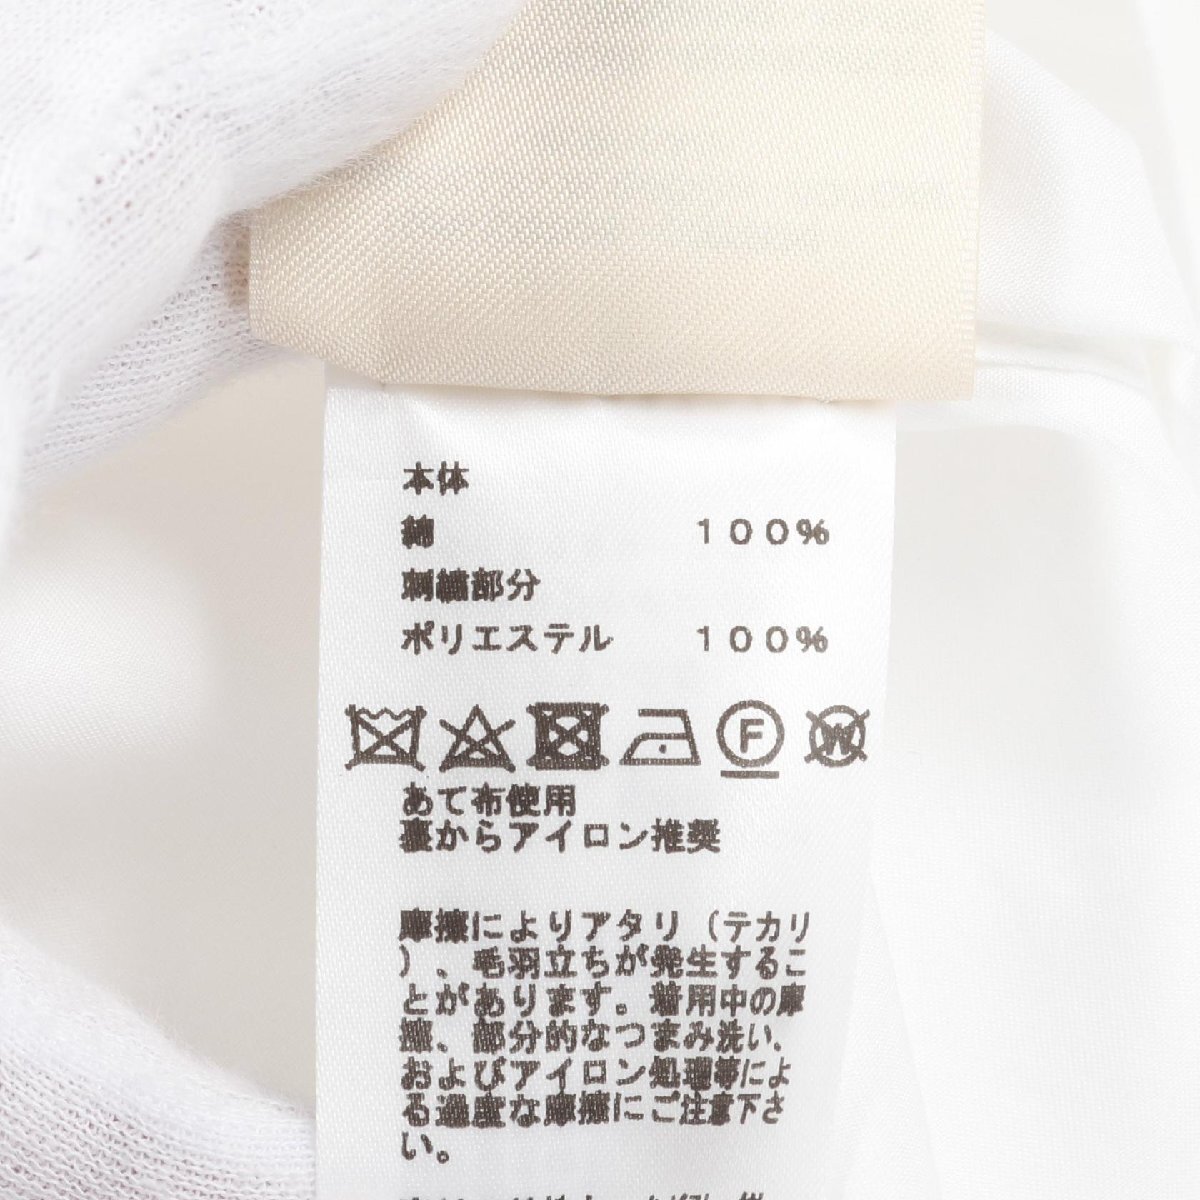 本体
綿 100%
刺繍部分
ポリエステル 100%
F W
あて布使用
裏からアイロン推奨
摩擦によりアタリ(テカリ
)、毛羽立ちが発生するこ
とがあります。着用中の摩
擦、部分的なつまみ洗い、
およびアイロン処理等によ
る過度な摩擦にご注意下さ
い。